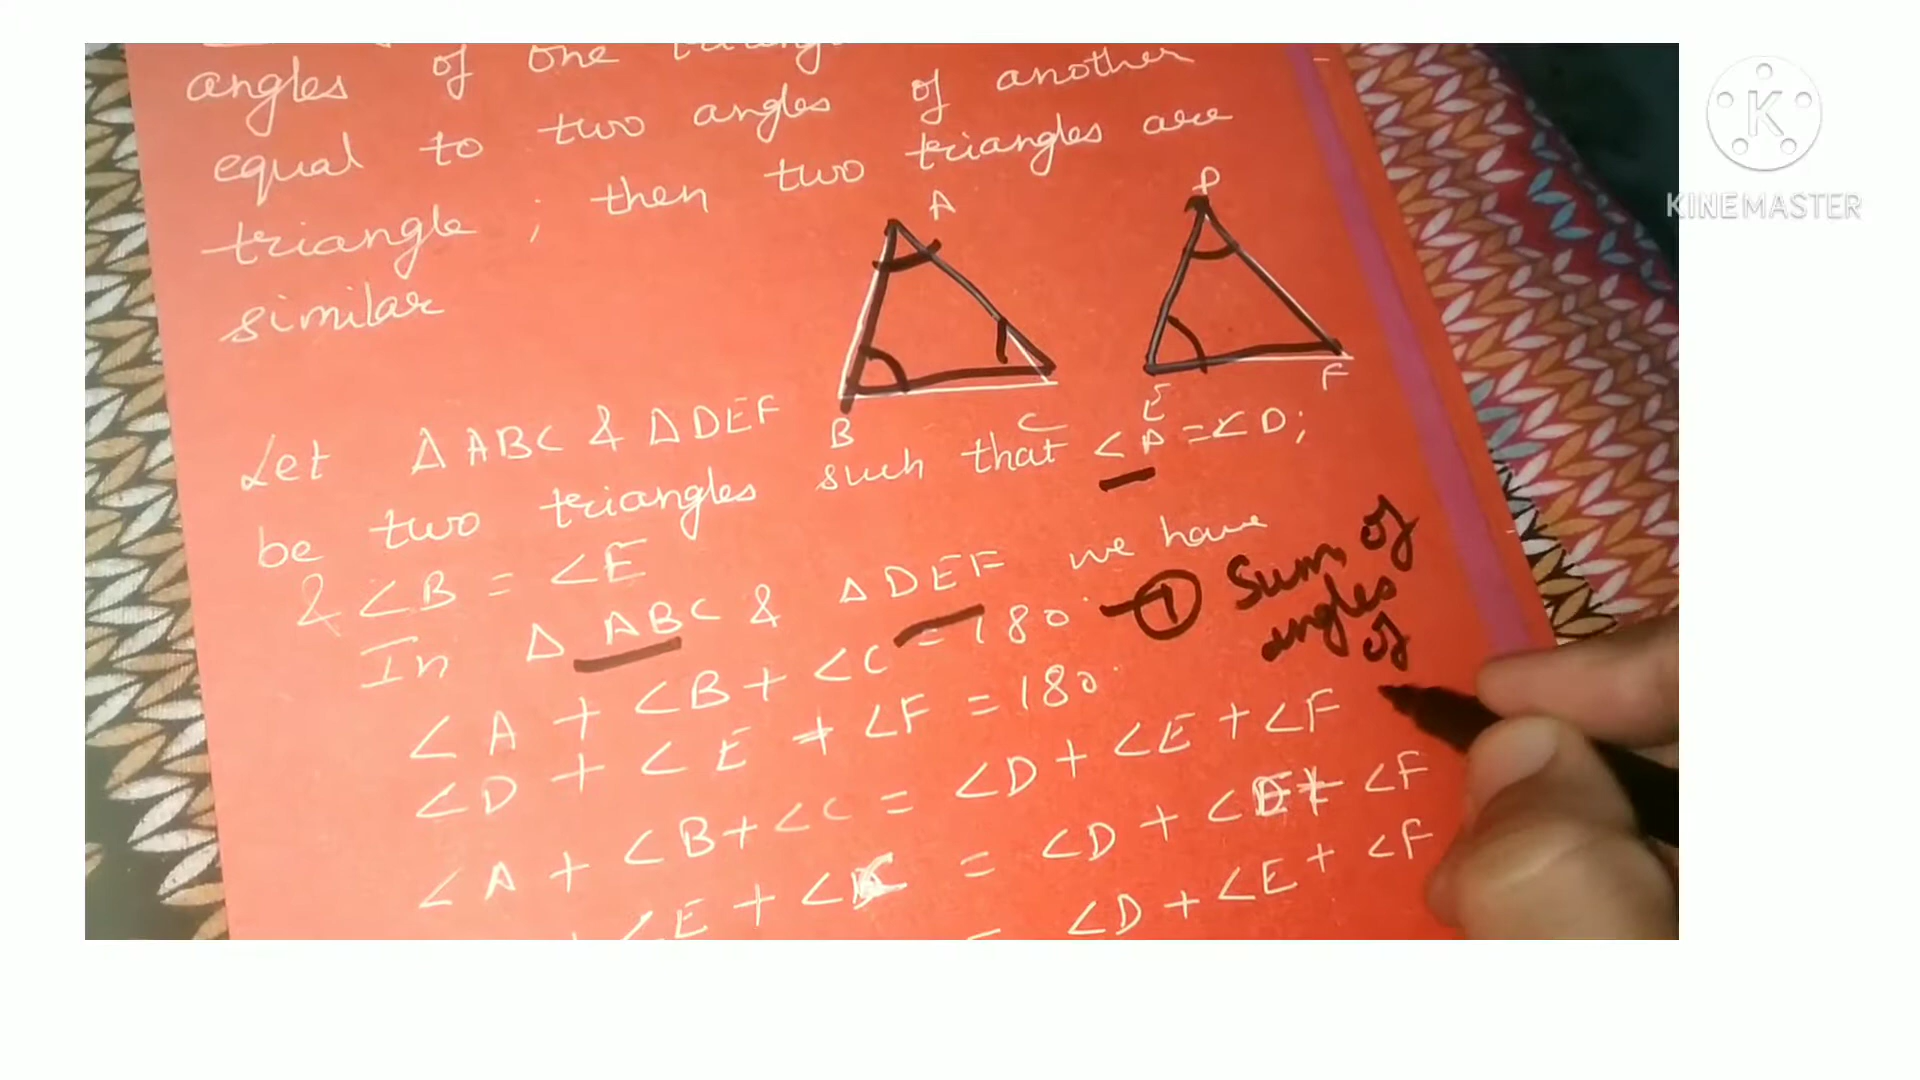 angles of one
equal to two angles of another
triangle ; then two triangles are
similar
A
D
B
C
E
F
Let Δ ABC & Δ DEF
be two triangles such that ∠A = ∠D;
& ∠B = ∠E
In Δ ABC & Δ DEF we have
∠A + ∠B + ∠C = 180° 1
Sum of
angles
of
∠D + ∠E + ∠F = 180°
∠A + ∠B + ∠C = ∠D + ∠E + ∠F
∠E + ∠ = ∠D + ∠ + ∠F
= ∠D + ∠E + ∠F
K
KINEMASTER